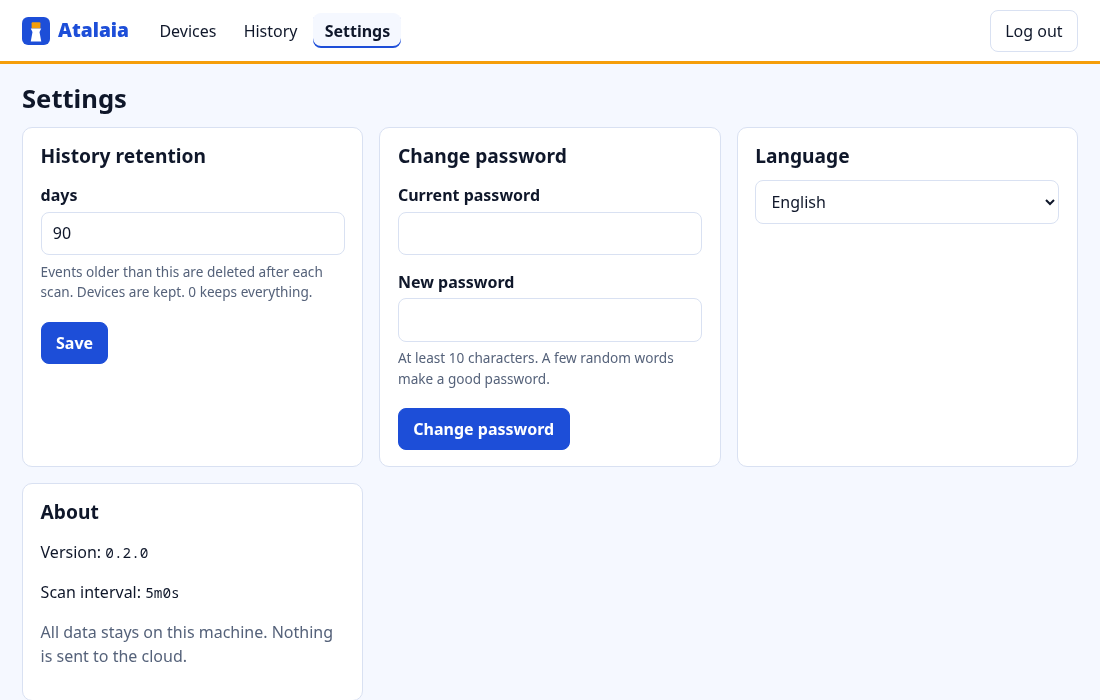 Atalaia
Devices
History
Settings
Log out
Settings
History retention
days
90
Events older than this are deleted after each
scan. Devices are kept. 0 keeps everything.
Save
Change password
Current password
New password
At least 10 characters. A few random words
make a good password.
Change password
Language
English
About
Version: 0.2.0
Scan interval: 5m0s
All data stays on this machine. Nothing
is sent to the cloud.